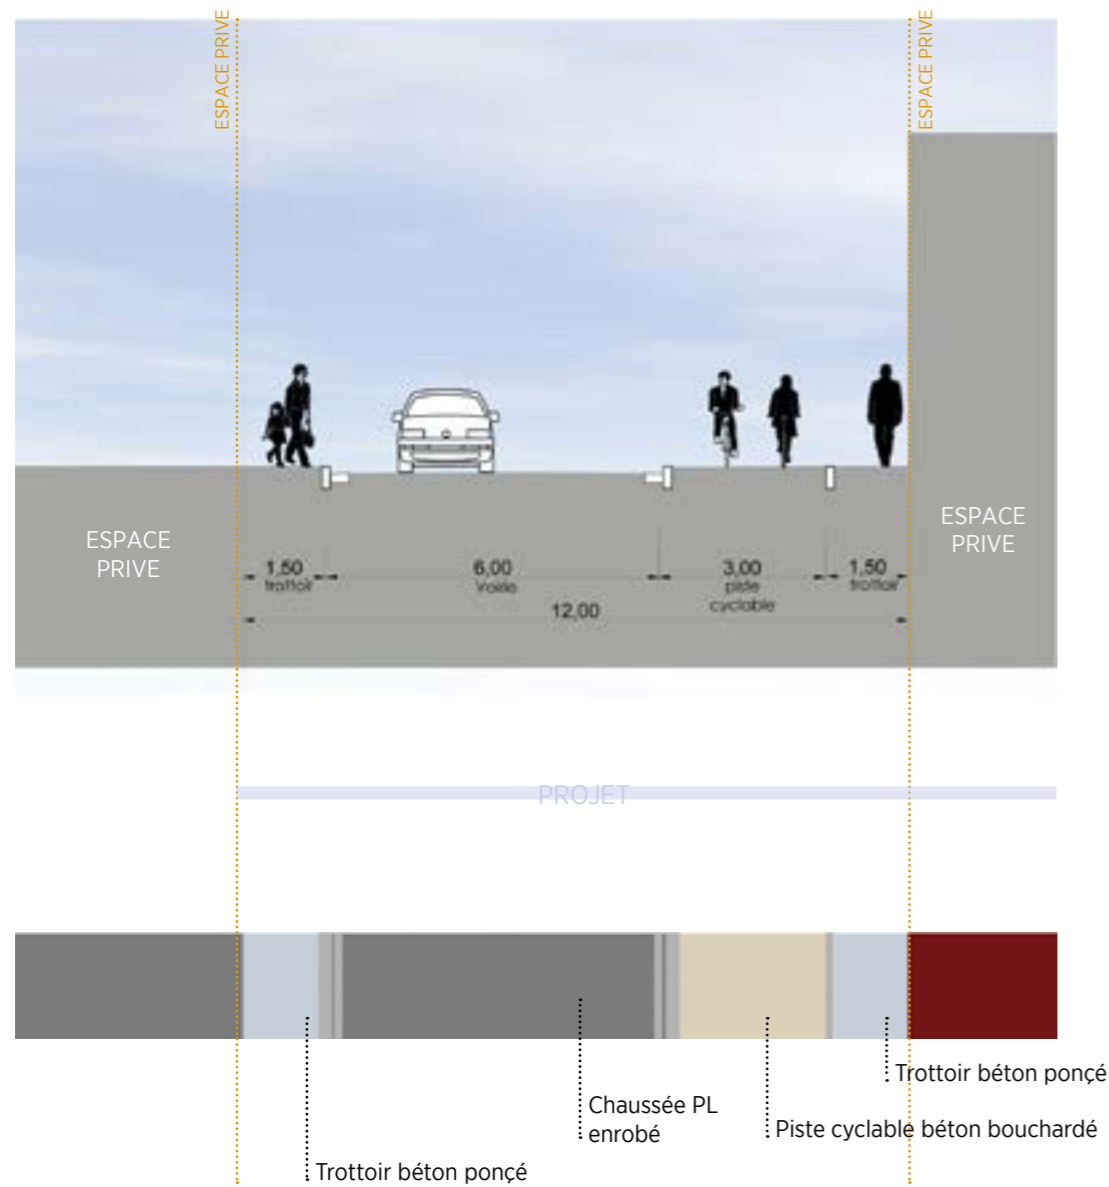 ESPACE PRIVE
ESPACE PRIVE
ESPACE
PRIVE
ESPACE
PRIVE
1,50
trottoir
6,00
Voirie
3,00
piste
cyclable
1,50
trottoir
12,00
PROJET
Trottoir béton ponçé
Chaussée PL
enrobé
Piste cyclable béton bouchardé
Trottoir béton ponçé